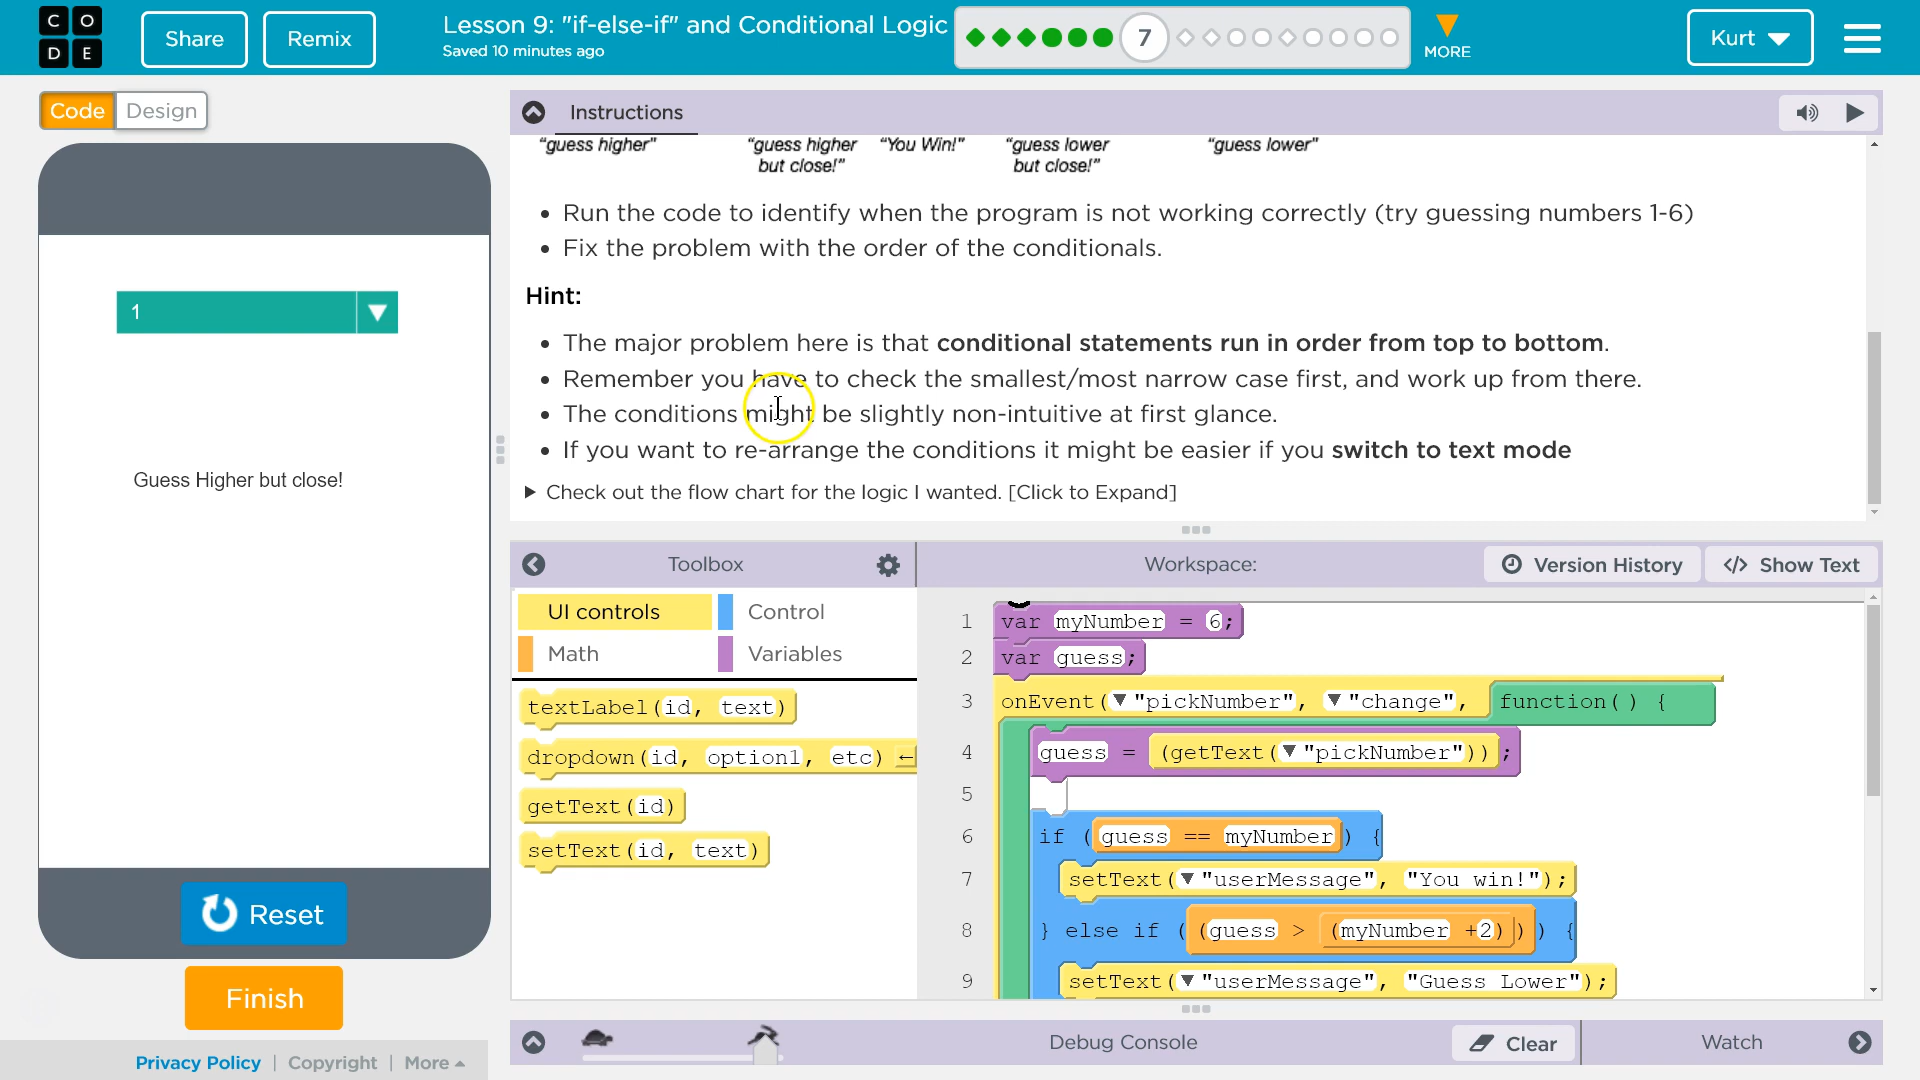 C O
D E
Share
Remix
Lesson 9: "if-else-if" and Conditional Logic
Saved 10 minutes ago
7
MORE
Kurt
Code
Design
Instructions
"guess higher" "guess higher "You Win!" "guess lower "guess lower"
but close!" but close!"
Run the code to identify when the program is not working correctly (try guessing numbers 1-6)
Fix the problem with the order of the conditionals.
Hint:
The major problem here is that conditional statements run in order from top to bottom.
Remember you have to check the smallest/most narrow case first, and work up from there.
The conditions might be slightly non-intuitive at first glance.
If you want to re-arrange the conditions it might be easier if you switch to text mode
Check out the flow chart for the logic I wanted. [Click to Expand]
1
Guess Higher but close!
Reset
Finish
Privacy Policy | Copyright | More
Toolbox
UI controls
Control
Math
Variables
textLabel(id, text)
dropdown(id, option1, etc)
getText(id)
setText(id, text)
Workspace:
Version History
</> Show Text
1 var myNumber = 6;
2 var guess;
3 onEvent("pickNumber", "change", function() {
4 guess = (getText("pickNumber"));
5
6 if (guess == myNumber) {
7 setText("userMessage", "You win!");
8 } else if ((guess > (myNumber +2))) {
9 setText("userMessage", "Guess Lower");
Debug Console
Clear
Watch